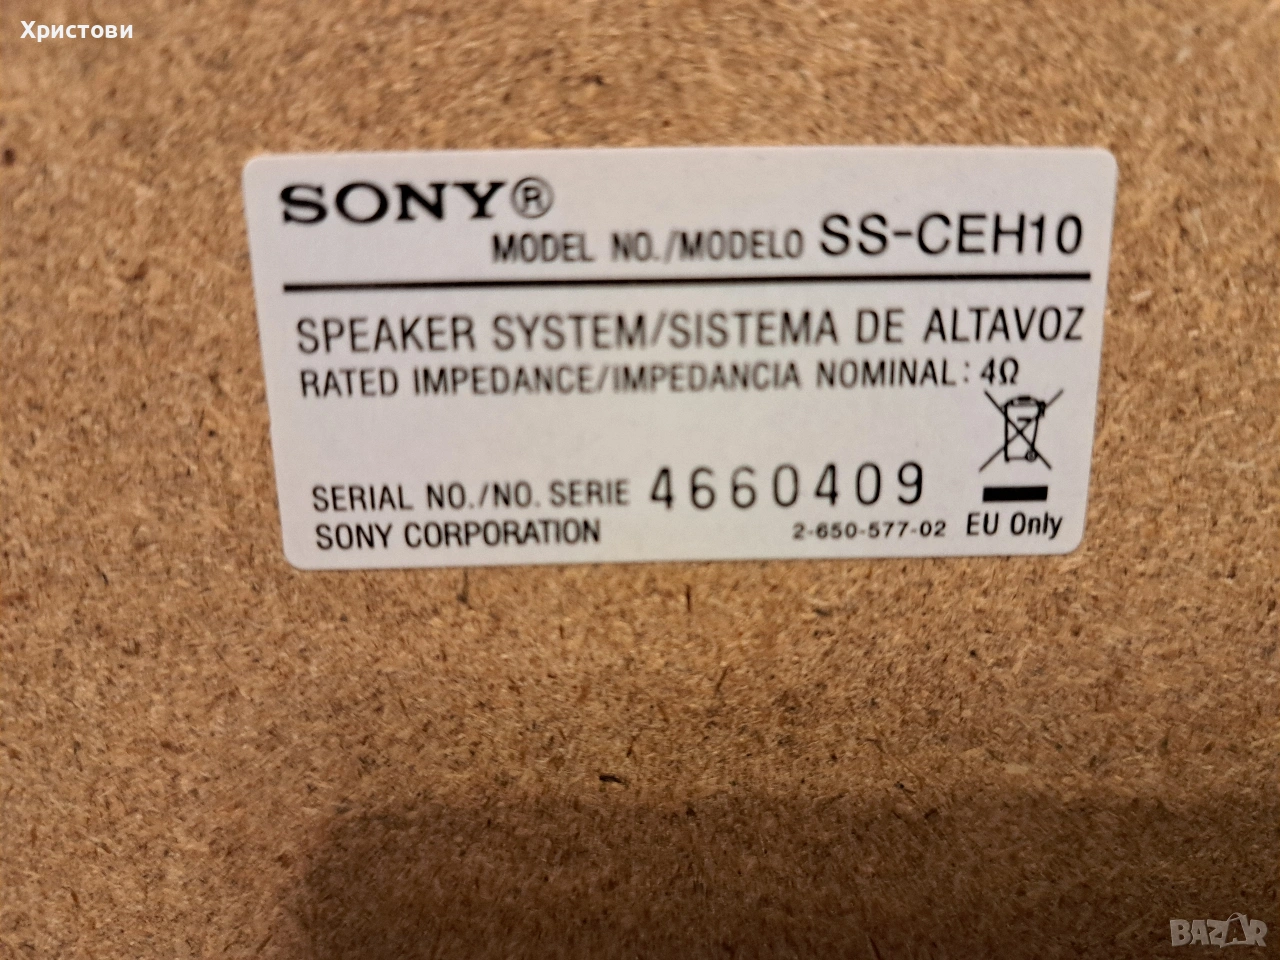 Христови
SONY®
MODEL NO./MODELO SS-CEH10
SPEAKER SYSTEM/SISTEMA DE ALTAVOZ
RATED IMPEDANCE/IMPEDANCIA NOMINAL: 4Ω
SERIAL NO./NO. SERIE 4660409
SONY CORPORATION 2-650-577-02 EU Only
BAZAR